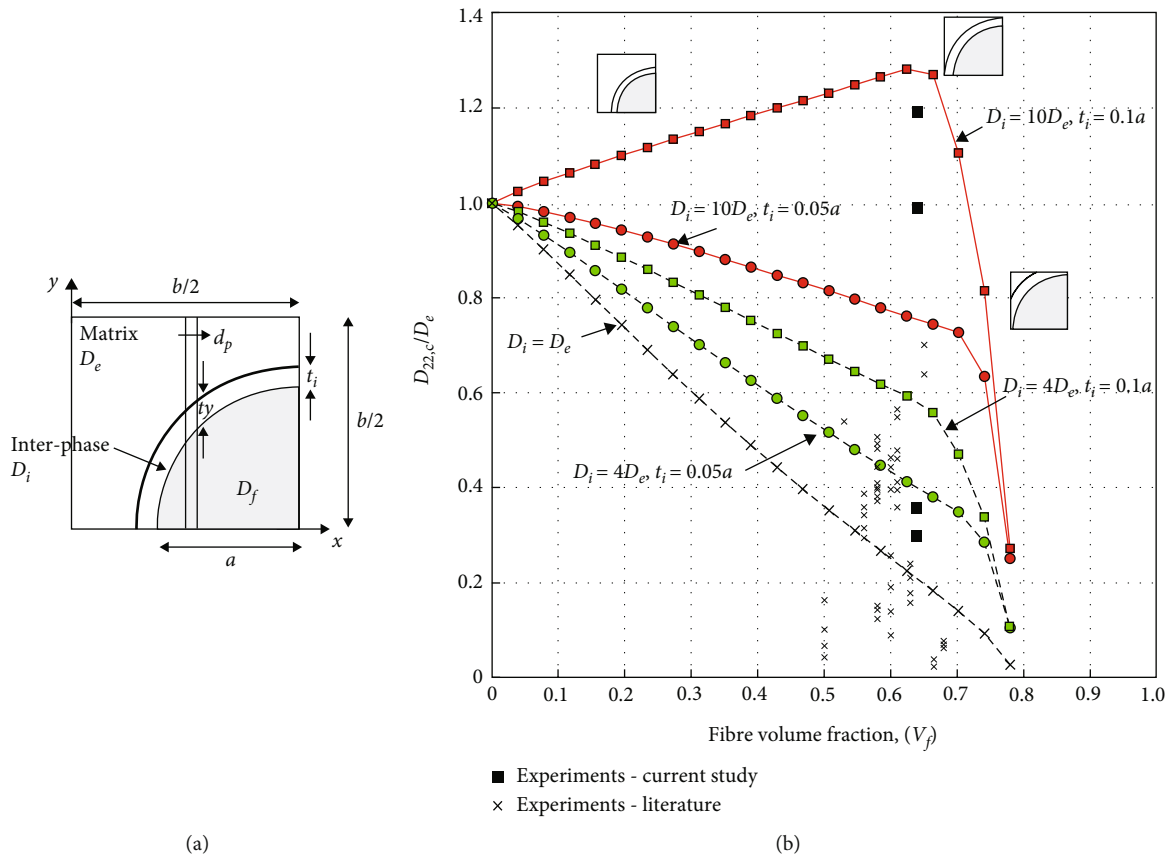 y
b/2
Matrix
D_e
d_p
t_i
ty
b/2
Inter-phase
D_i
D_f
x
a
(a)
1.4
1.2
1.0
0.8
0.6
0.4
0.2
0
D_{22,c}/D_e
D_i = 10D_e, t_i = 0.1a
D_i = 10D_e, t_i = 0.05a
D_i = D_e
D_i = 4D_e, t_i = 0.1a
D_i = 4D_e, t_i = 0.05a
0 0.1 0.2 0.3 0.4 0.5 0.6 0.7 0.8 0.9 1.0
Fibre volume fraction, (V_f)
Experiments - current study
Experiments - literature
(b)